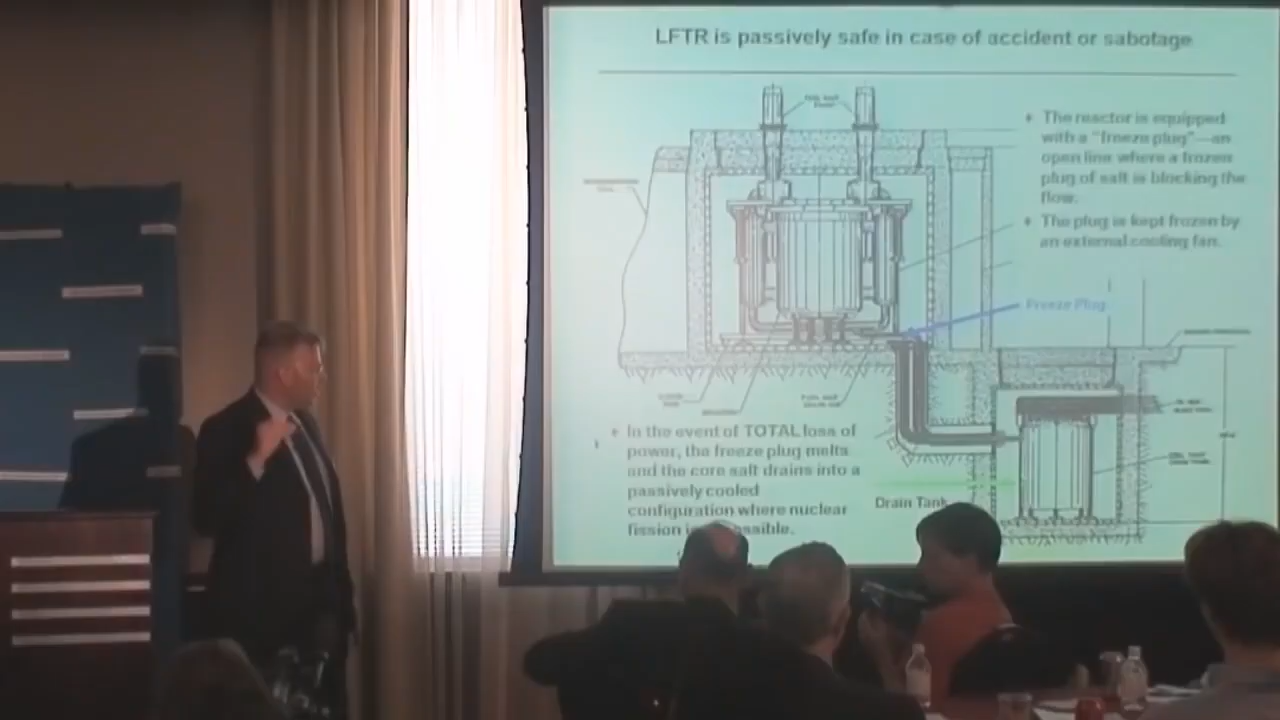 LFTR is passively safe in case of accident or sabotage
+ The reactor is equipped
with a "freeze plug"—an
open line where a frozen
plug of salt is blocking the
flow.
+ The plug is kept frozen by
an external cooling fan.
Freeze Plug
+ In the event of TOTAL loss of
power, the freeze plug melts
and the core salt drains into a
passively cooled
configuration where nuclear
fission
Drain Tank